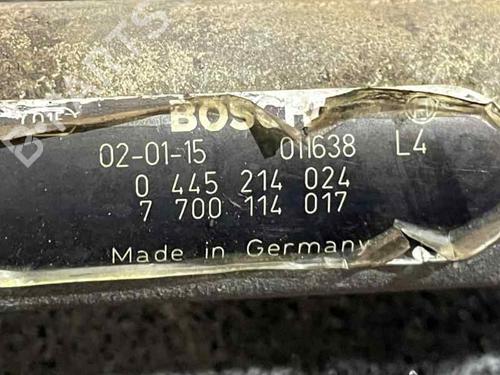 BOSCH
02-01-15 011638 L4
0 445 214 024
7 700 114 017
Made in Germany